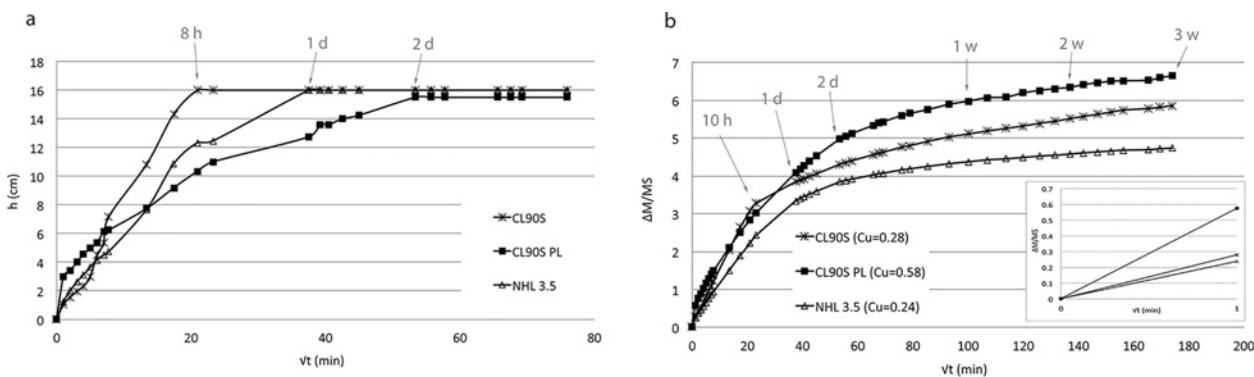 a
8 h
1 d
2 d
18
16
14
12
10
8
6
4
2
0
h (cm)
0
20
40
60
80
√t (min)
CL90S
CL90S PL
NHL 3.5
b
10 h
1 d
2 d
1 w
2 w
3 w
7
6
5
4
3
2
1
0
ΔM/MS
0
20
40
60
80
100
120
140
160
180
200
√t (min)
CL90S (Cu=0.28)
CL90S PL (Cu=0.58)
NHL 3.5 (Cu=0.24)
0.7
0.6
0.5
0.4
0.3
0.2
0.1
0
ΔM/MS
0
1
√t (min)